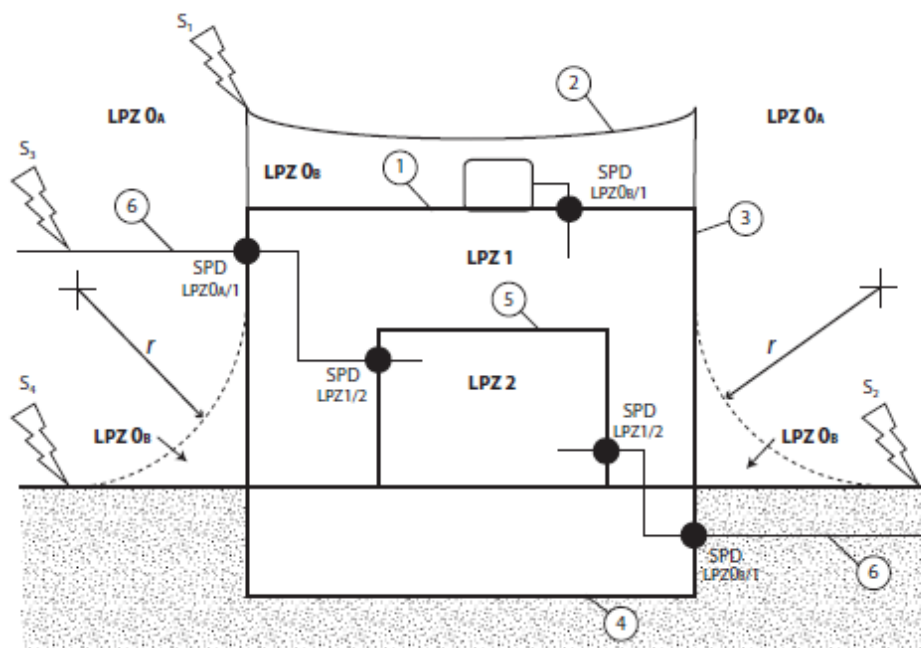 S₁
2
LPZ 0A
LPZ 0A
S₃
LPZ 0B
1
SPD
LPZ0B/1
6
3
SPD
LPZ0A/1
LPZ 1
5
r
r
SPD
LPZ1/2
LPZ 2
S₄
S₂
SPD
LPZ1/2
LPZ 0B
LPZ 0B
SPD
LPZ0B/1
6
4